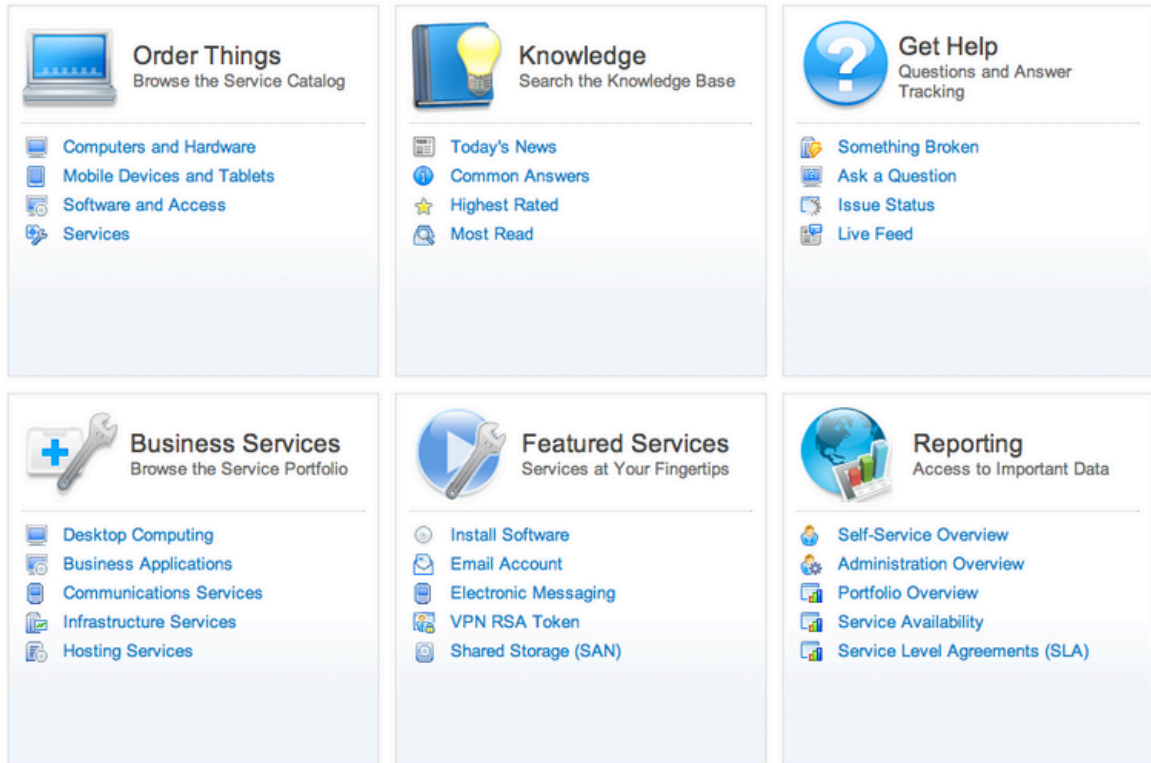 Order Things
Browse the Service Catalog
Computers and Hardware
Mobile Devices and Tablets
Software and Access
Services
Knowledge
Search the Knowledge Base
Today's News
Common Answers
Highest Rated
Most Read
Get Help
Questions and Answer
Tracking
Something Broken
Ask a Question
Issue Status
Live Feed
Business Services
Browse the Service Portfolio
Desktop Computing
Business Applications
Communications Services
Infrastructure Services
Hosting Services
Featured Services
Services at Your Fingertips
Install Software
Email Account
Electronic Messaging
VPN RSA Token
Shared Storage (SAN)
Reporting
Access to Important Data
Self-Service Overview
Administration Overview
Portfolio Overview
Service Availability
Service Level Agreements (SLA)